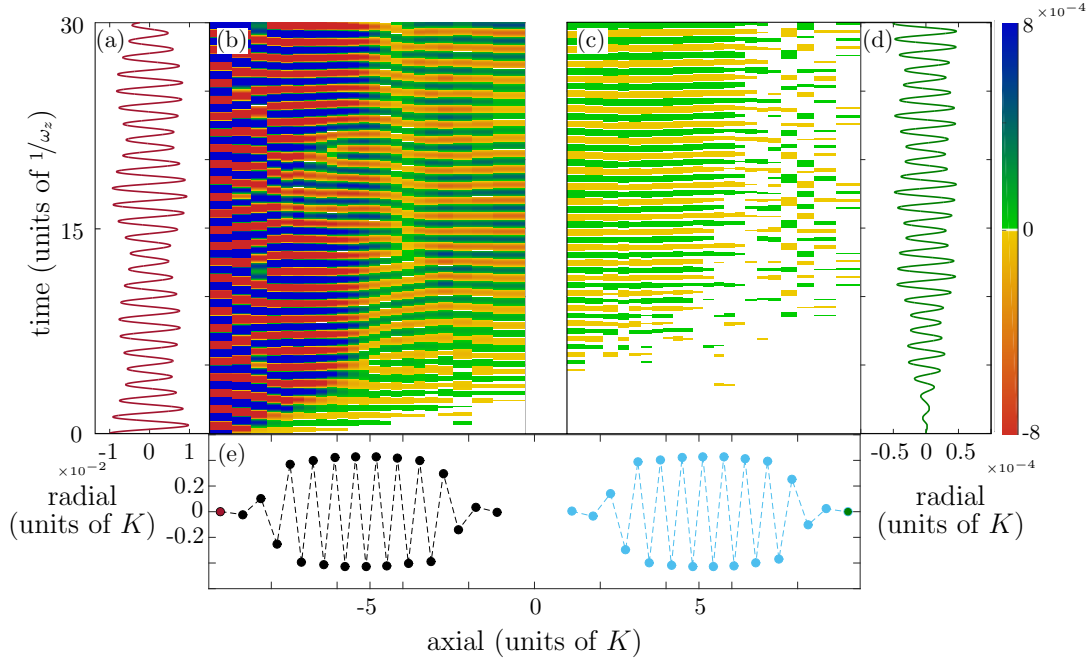 8 ×10⁻⁴
30 (a) (b) (c) (d)
time (units of 1/ω_z)
15
0
0
-8
-1 0 1
×10⁻²
radial
(units of K)
-0.5 0 0.5
×10⁻⁴
radial
(units of K)
(e)
0.2
0
-0.2
-5 0 5
axial (units of K)